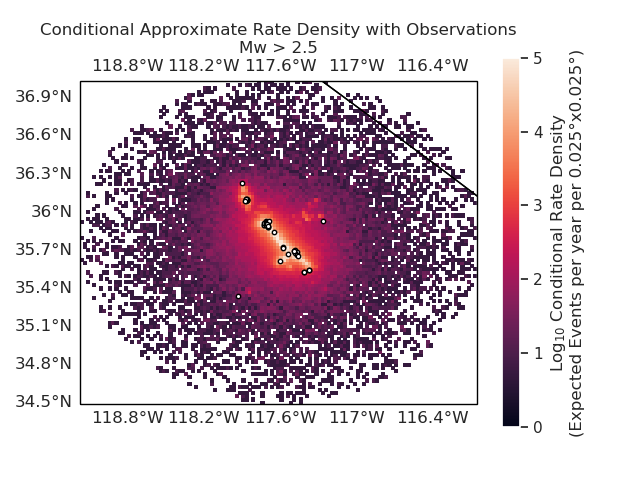 Conditional Approximate Rate Density with Observations
Mw > 2.5
118.8°W 118.2°W 117.6°W 117°W 116.4°W
36.9°N
36.6°N
36.3°N
36°N
35.7°N
35.4°N
35.1°N
34.8°N
34.5°N
118.8°W 118.2°W 117.6°W 117°W 116.4°W
5
4
3
2
1
0
Log₁₀ Conditional Rate Density
(Expected Events per year per 0.025°x0.025°)